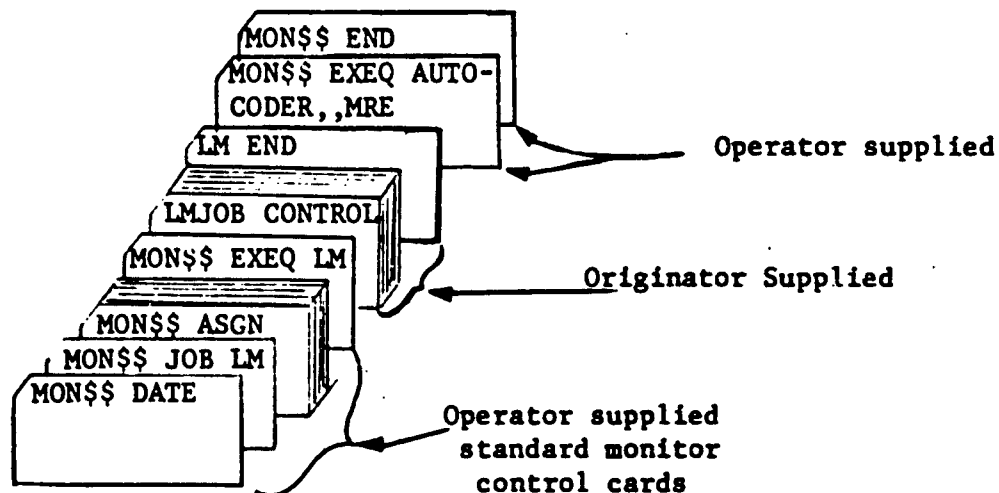 MON$$ END
MON$$ EXEQ AUTO-
CODER,,MRE
LM END
LMJOB CONTROL
MON$$ EXEQ LM
MON$$ ASGN
MON$$ JOB LM
MON$$ DATE
Operator supplied
Originator Supplied
Operator supplied
standard monitor
control cards